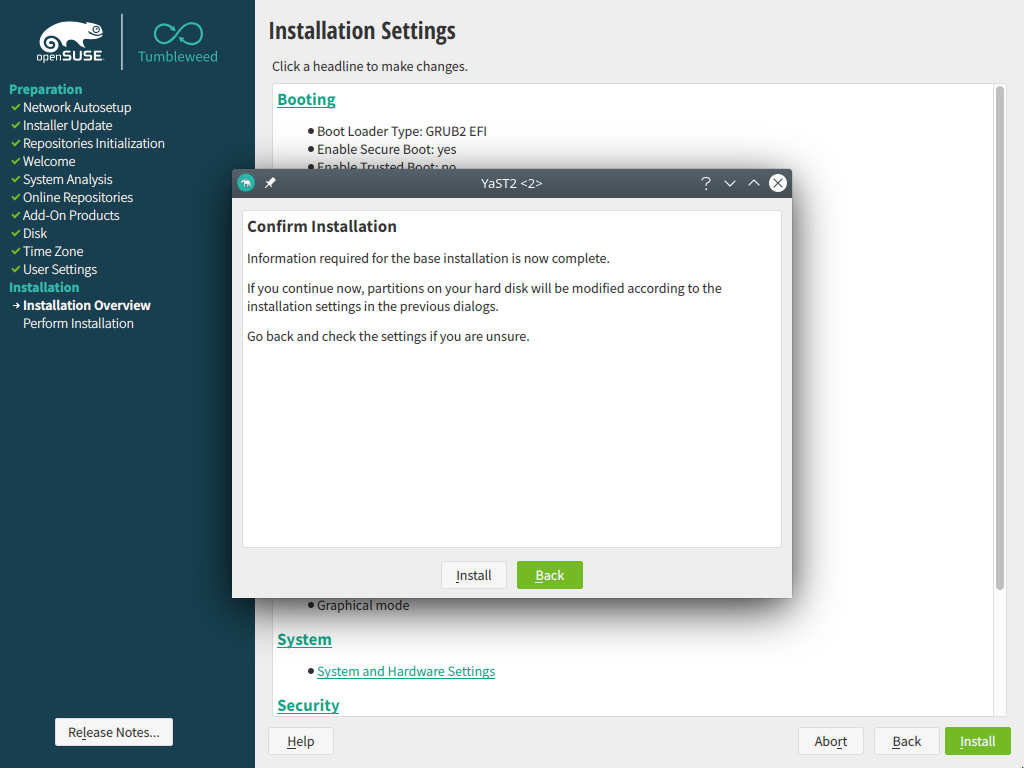 openSUSE
Tumbleweed
Preparation
Network Autosetup
Installer Update
Repositories Initialization
Welcome
System Analysis
Online Repositories
Add-On Products
Disk
Time Zone
User Settings
Installation
Installation Overview
Perform Installation
Release Notes...
Installation Settings
Click a headline to make changes.
Booting
Boot Loader Type: GRUB2 EFI
Enable Secure Boot: yes
Enable Trusted Boot: no
YaST2 <2>
Confirm Installation
Information required for the base installation is now complete.
If you continue now, partitions on your hard disk will be modified according to the
installation settings in the previous dialogs.
Go back and check the settings if you are unsure.
Install Back
Graphical mode
System
System and Hardware Settings
Security
Help Abort Back Install